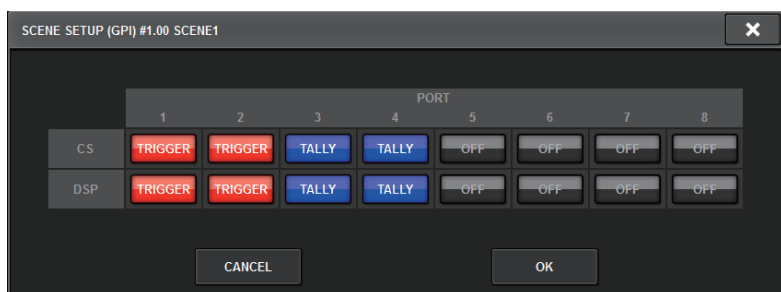 SCENE SETUP (GPI) #1.00 SCENE1
PORT
1 2 3 4 5 6 7 8
CS TRIGGER TRIGGER TALLY TALLY OFF OFF OFF OFF
DSP TRIGGER TRIGGER TALLY TALLY OFF OFF OFF OFF
CANCEL OK